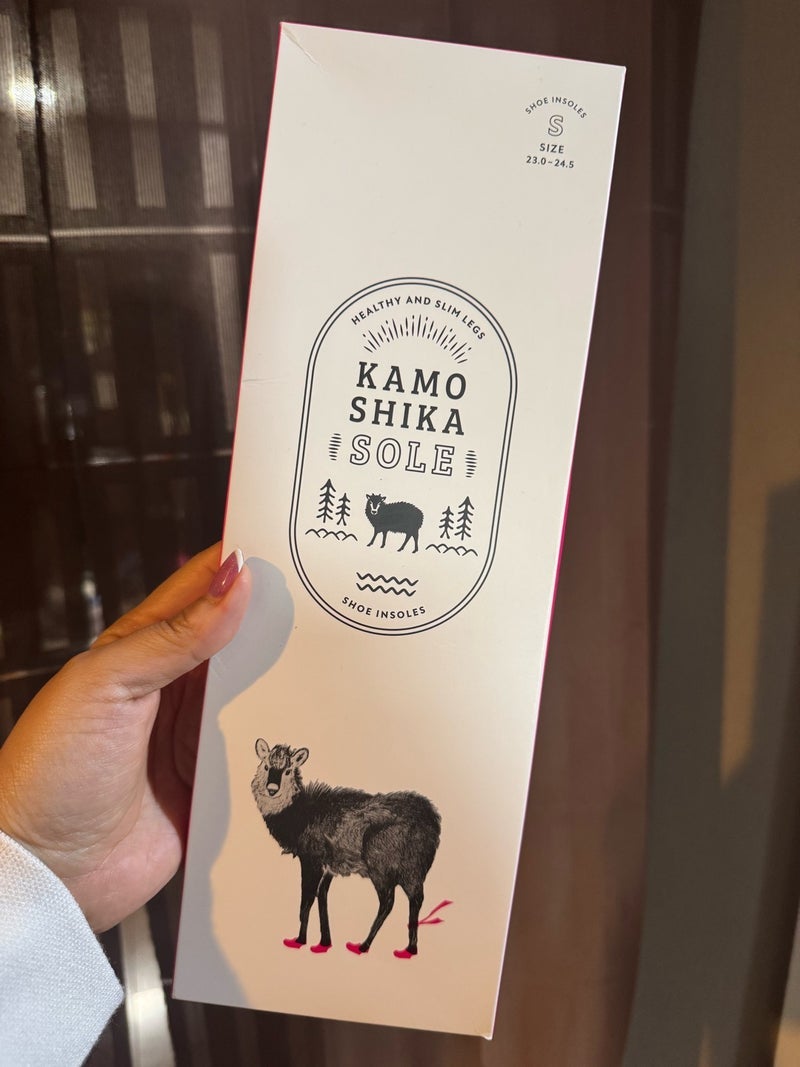 SHOE INSOLES
S
SIZE
23.0-24.5
HEALTHY AND SLIM LEGS
KAMO
SHIKA
SOLE
SHOE INSOLES